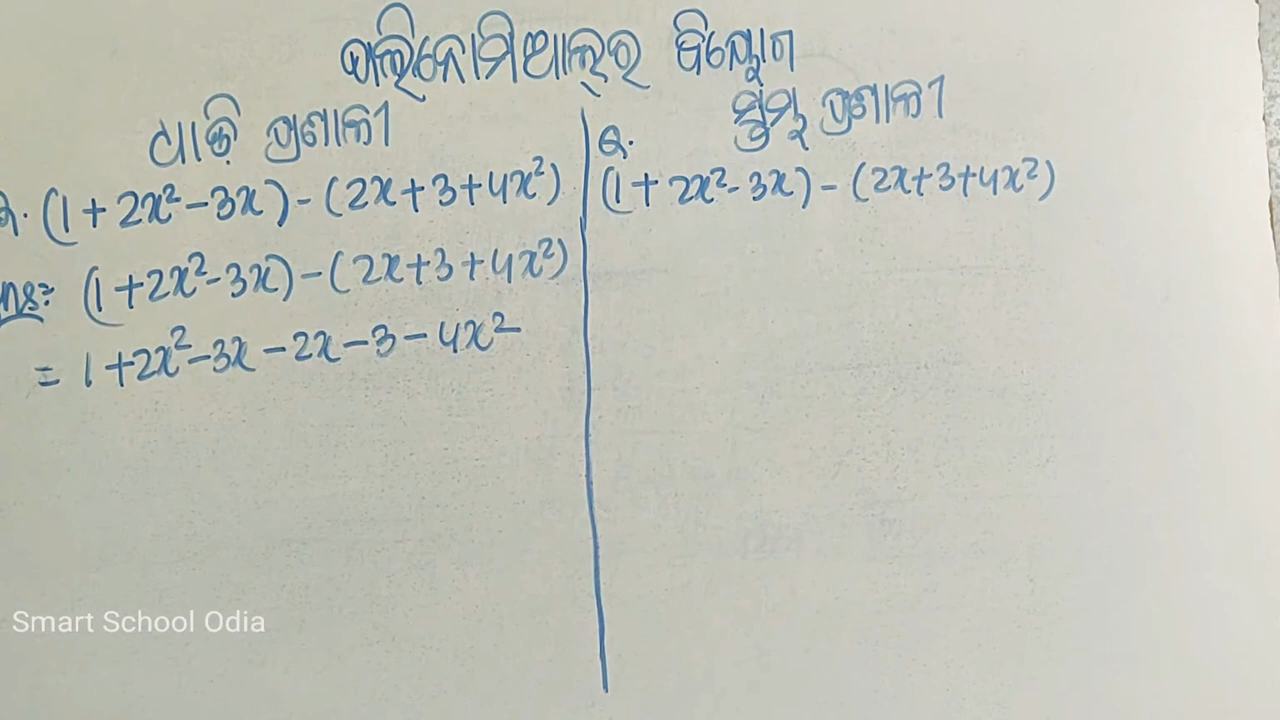 ପଲିନୋମିଆଲ୍‌ର ବିୟୋଗ
ଧାଡ଼ି ପ୍ରଣାଳୀ
(1 + 2x² - 3x) - (2x + 3 + 4x²)
Ans: (1 + 2x² - 3x) - (2x + 3 + 4x²)
= 1 + 2x² - 3x - 2x - 3 - 4x²
ସ୍ତମ୍ଭ ପ୍ରଣାଳୀ
Q.
(1 + 2x² - 3x) - (2x + 3 + 4x²)
Smart School Odia